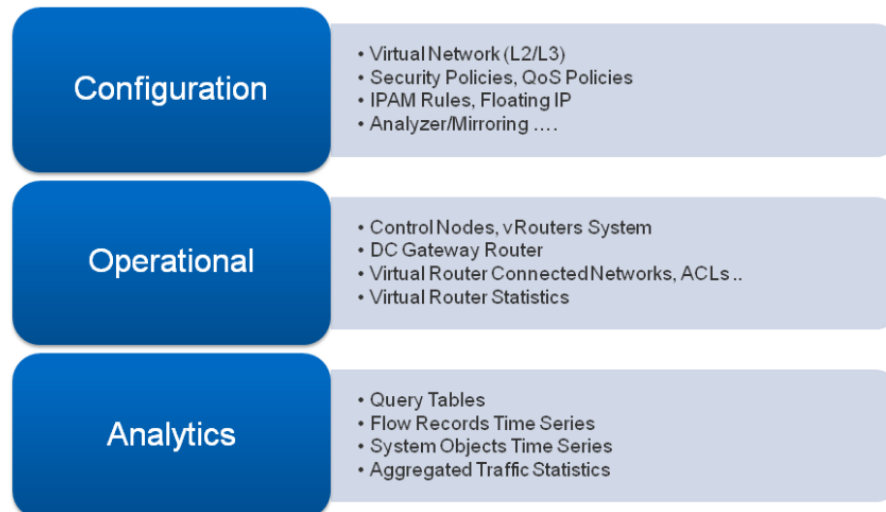 Configuration
• Virtual Network (L2/L3)
• Security Policies, QoS Policies
• IPAM Rules, Floating IP
• Analyzer/Mirroring ....
Operational
• Control Nodes, vRouters System
• DC Gateway Router
• Virtual Router Connected Networks, ACLs ..
• Virtual Router Statistics
Analytics
• Query Tables
• Flow Records Time Series
• System Objects Time Series
• Aggregated Traffic Statistics